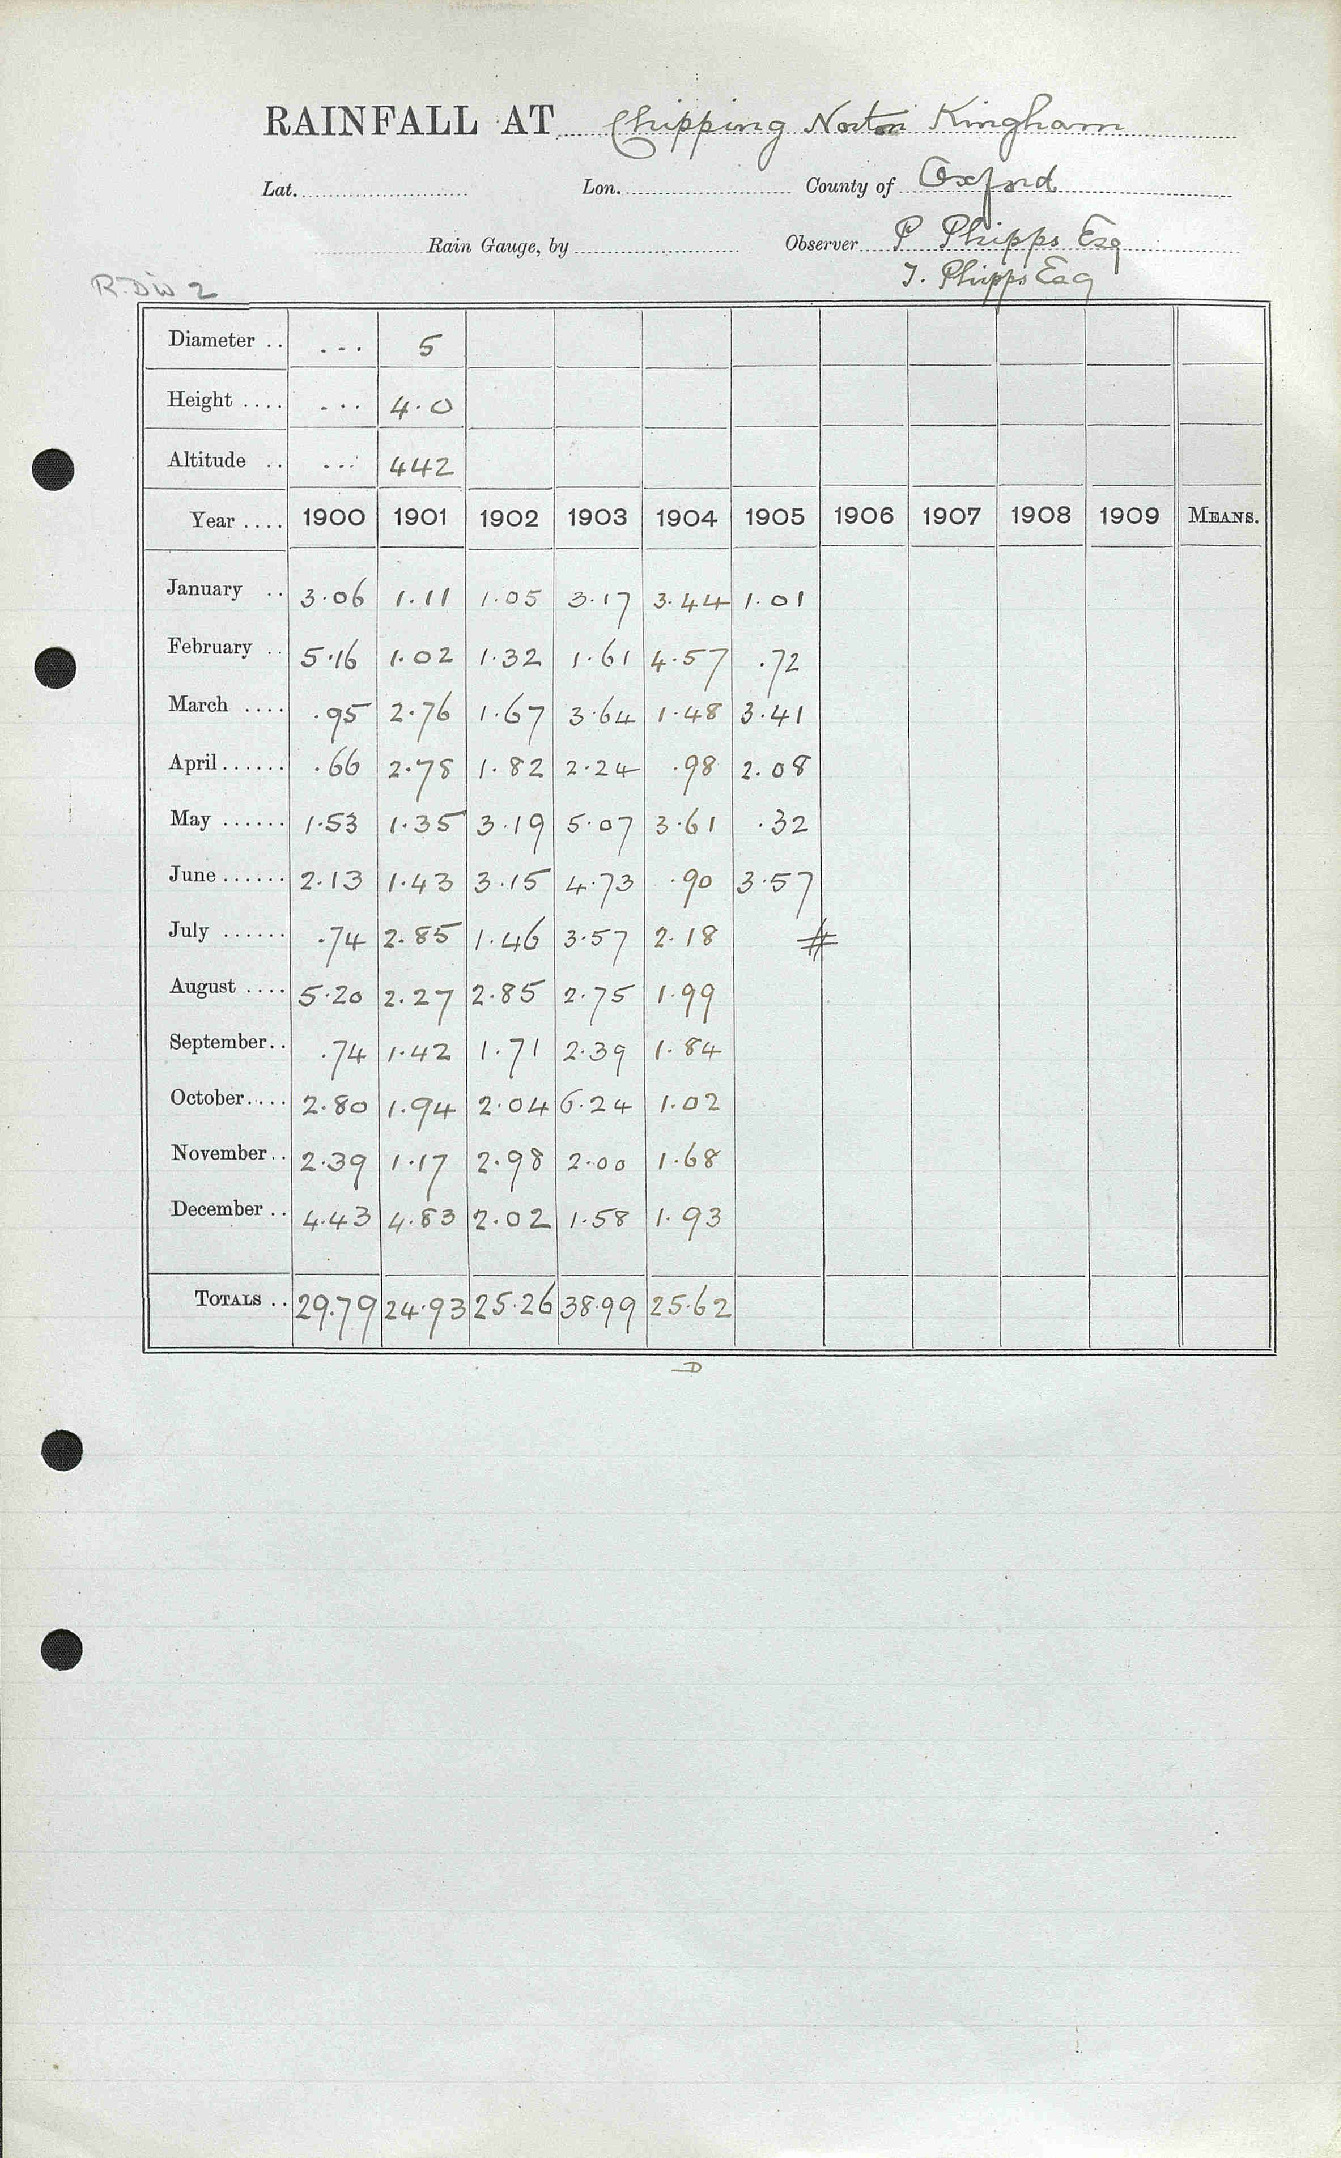 RAINFALL AT Chipping Norton Kingham
Lat. Lon. County of Oxford
Rain Gauge, by Observer P Phipps Esq
T. Phipps Esq
R. Div 2
Diameter .. ... 5
Height .... ... 4.0
Altitude .. ... 442
Year .... 1900 1901 1902 1903 1904 1905 1906 1907 1908 1909 MEANS.
January .. 3.06 1.11 1.05 3.17 3.44 1.01
February .. 5.16 1.02 1.32 1.61 4.57 .72
March .... .95 2.76 1.67 3.64 1.48 3.41
April ...... .66 2.78 1.82 2.24 .98 2.08
May ...... 1.53 1.35 3.19 5.07 3.61 .32
June ...... 2.13 1.43 3.15 4.73 .90 3.57
July ...... .74 2.85 1.46 3.57 2.18 #
August .... 5.20 2.27 2.85 2.75 1.99
September.. .74 1.42 1.71 2.39 1.84
October.... 2.80 1.94 2.04 6.24 1.02
November.. 2.39 1.17 2.98 2.00 1.68
December .. 4.43 4.83 2.02 1.58 1.93
TOTALS .. 29.79 24.93 25.26 38.99 25.62
D